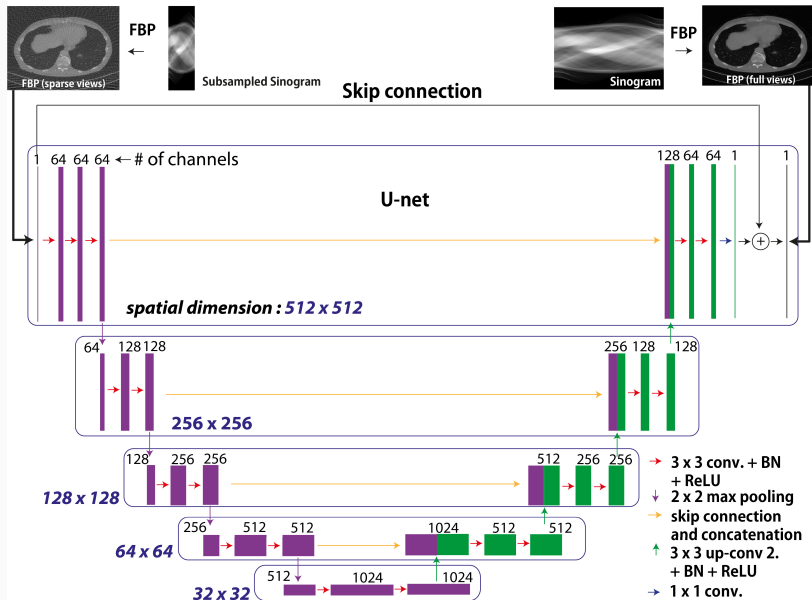 FBP
FBP
FBP (sparse views)
Subsampled Sinogram
Sinogram
FBP (full views)
Skip connection
1 64 64 64 # of channels
128 64 64 1 1
U-net
+
spatial dimension : 512 x 512
64 128 128
256 128 128
256 x 256
128 256 256
512 256 256
128 x 128
256 512 512
1024 512 512
64 x 64
512 1024 1024
32 x 32
3 x 3 conv. + BN
+ ReLU
2 x 2 max pooling
skip connection
and concatenation
3 x 3 up-conv 2.
+ BN + ReLU
1 x 1 conv.